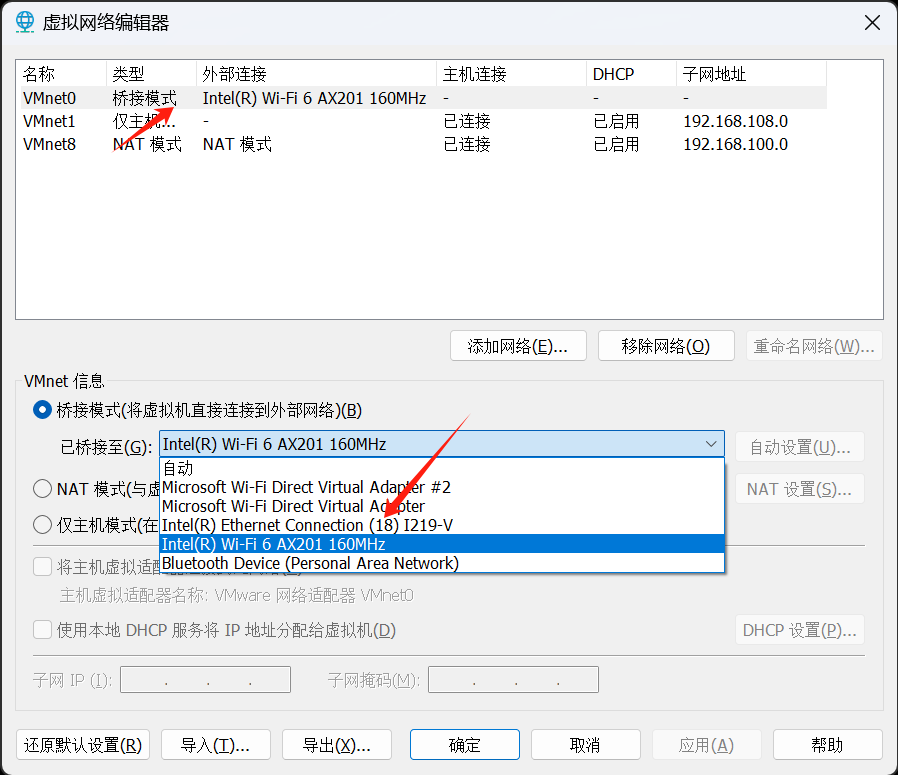 虚拟网络编辑器
名称 类型 外部连接 主机连接 DHCP 子网地址
VMnet0 桥接模式 Intel(R) Wi-Fi 6 AX201 160MHz - - -
VMnet1 仅主机... - 已连接 已启用 192.168.108.0
VMnet8 NAT 模式 NAT 模式 已连接 已启用 192.168.100.0
添加网络(E)... 移除网络(O) 重命名网络(W)...
VMnet 信息
桥接模式(将虚拟机直接连接到外部网络)(B)
已桥接至(G): Intel(R) Wi-Fi 6 AX201 160MHz 自动设置(U)...
自动
Microsoft Wi-Fi Direct Virtual Adapter #2
NAT 模式(与虚 NAT 设置(S)...
Microsoft Wi-Fi Direct Virtual Adapter
仅主机模式(在 Intel(R) Ethernet Connection (18) I219-V
Intel(R) Wi-Fi 6 AX201 160MHz
将主机虚拟适 Bluetooth Device (Personal Area Network)
主机虚拟适配器名称: VMware 网络适配器 VMnet0
使用本地 DHCP 服务将 IP 地址分配给虚拟机(D) DHCP 设置(P)...
子网 IP (I): . . . 子网掩码(M): . . .
还原默认设置(R) 导入(T)... 导出(X)... 确定 取消 应用(A) 帮助